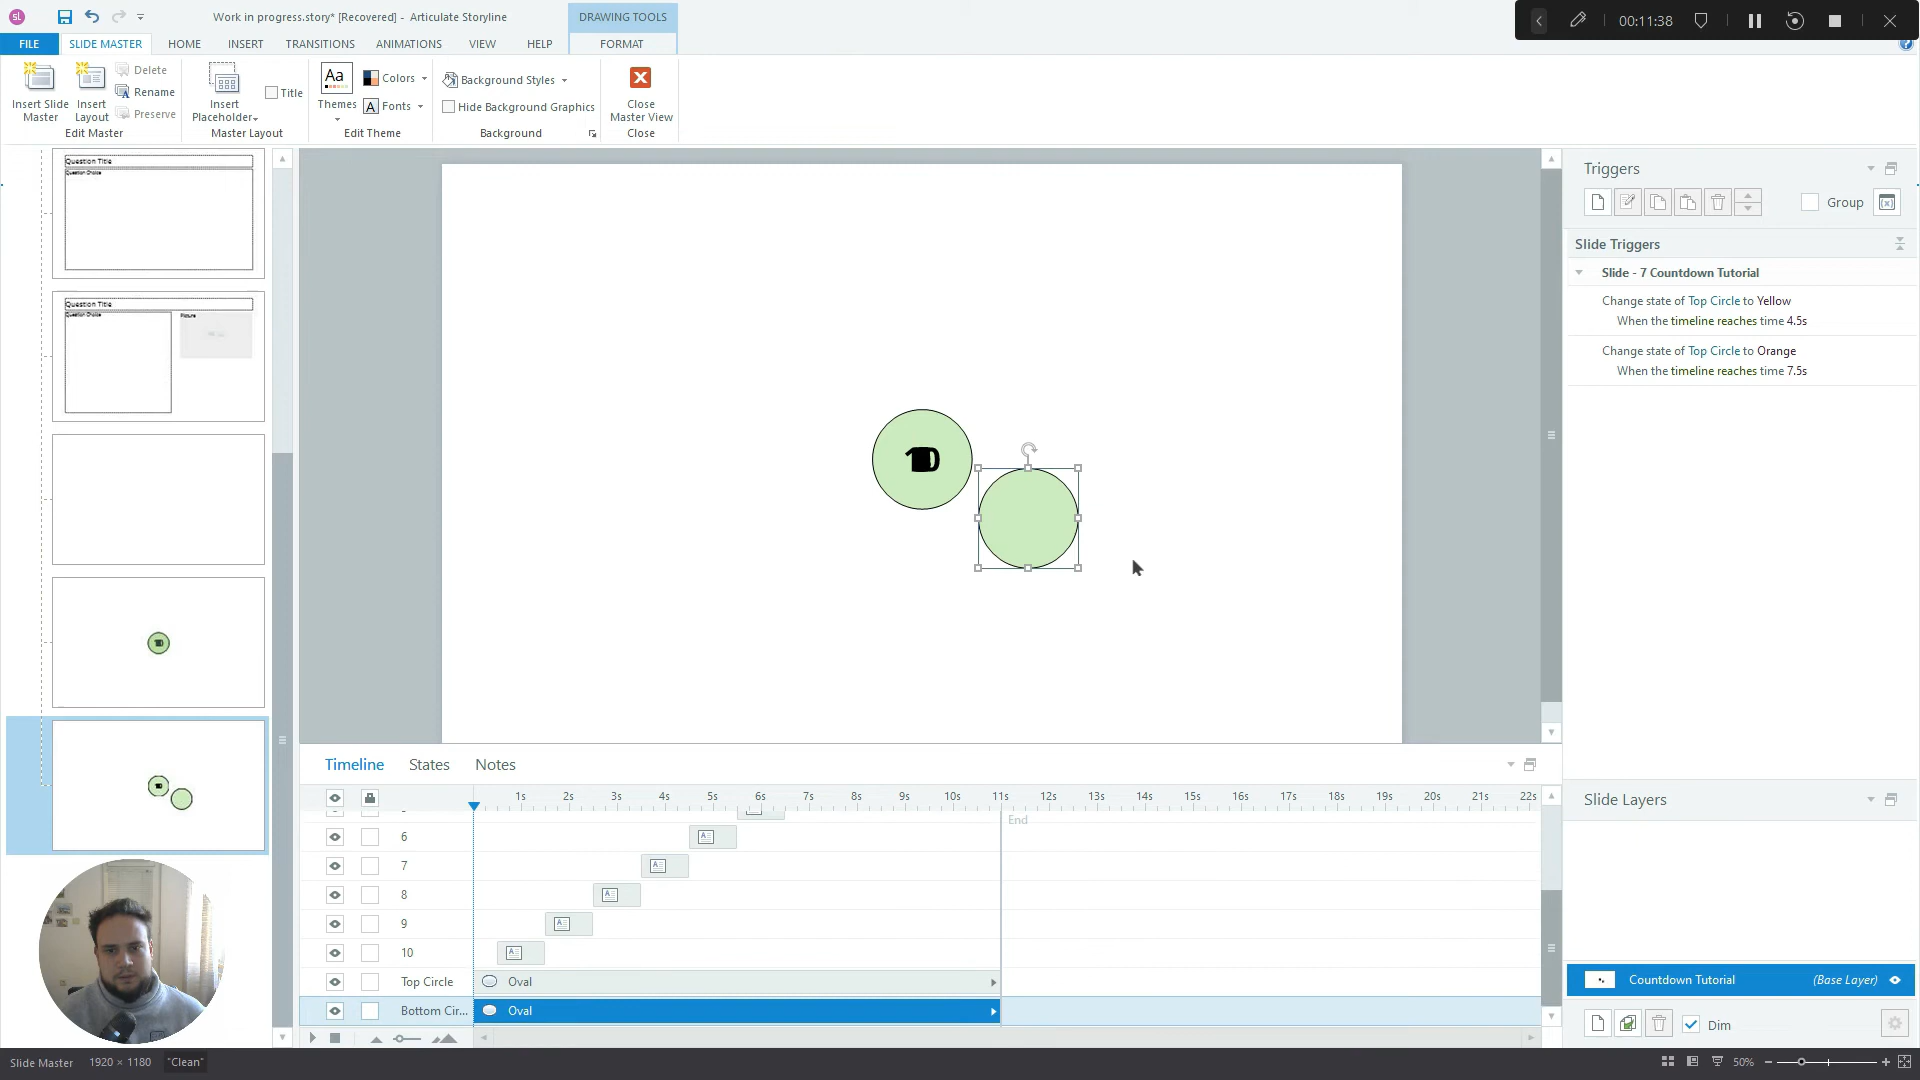 sl
Work in progress.story* [Recovered] - Articulate Storyline
DRAWING TOOLS
00:11:38
FILE
SLIDE MASTER
HOME
INSERT
TRANSITIONS
ANIMATIONS
VIEW
HELP
FORMAT
Insert Slide Master
Insert Layout
Delete
Rename
Preserve
Edit Master
Insert Placeholder
Title
Master Layout
Aa
Themes
Colors
A Fonts
Edit Theme
Background Styles
Hide Background Graphics
Background
Close Master View
Close
Question Title
Question Choice
Question Title
Question Choice
Picture
Triggers
Group
Slide Triggers
Slide - 7 Countdown Tutorial
Change state of Top Circle to Yellow
When the timeline reaches time 4.5s
Change state of Top Circle to Orange
When the timeline reaches time 7.5s
Timeline
States
Notes
1s 2s 3s 4s 5s 6s 7s 8s 9s 10s 11s 12s 13s 14s 15s 16s 17s 18s 19s 20s 21s 22s
End
6
7
8
9
10
Top Circle
Oval
Bottom Cir...
Oval
Slide Layers
Countdown Tutorial
(Base Layer)
Dim
Slide Master
1920 × 1180
"Clean"
50%